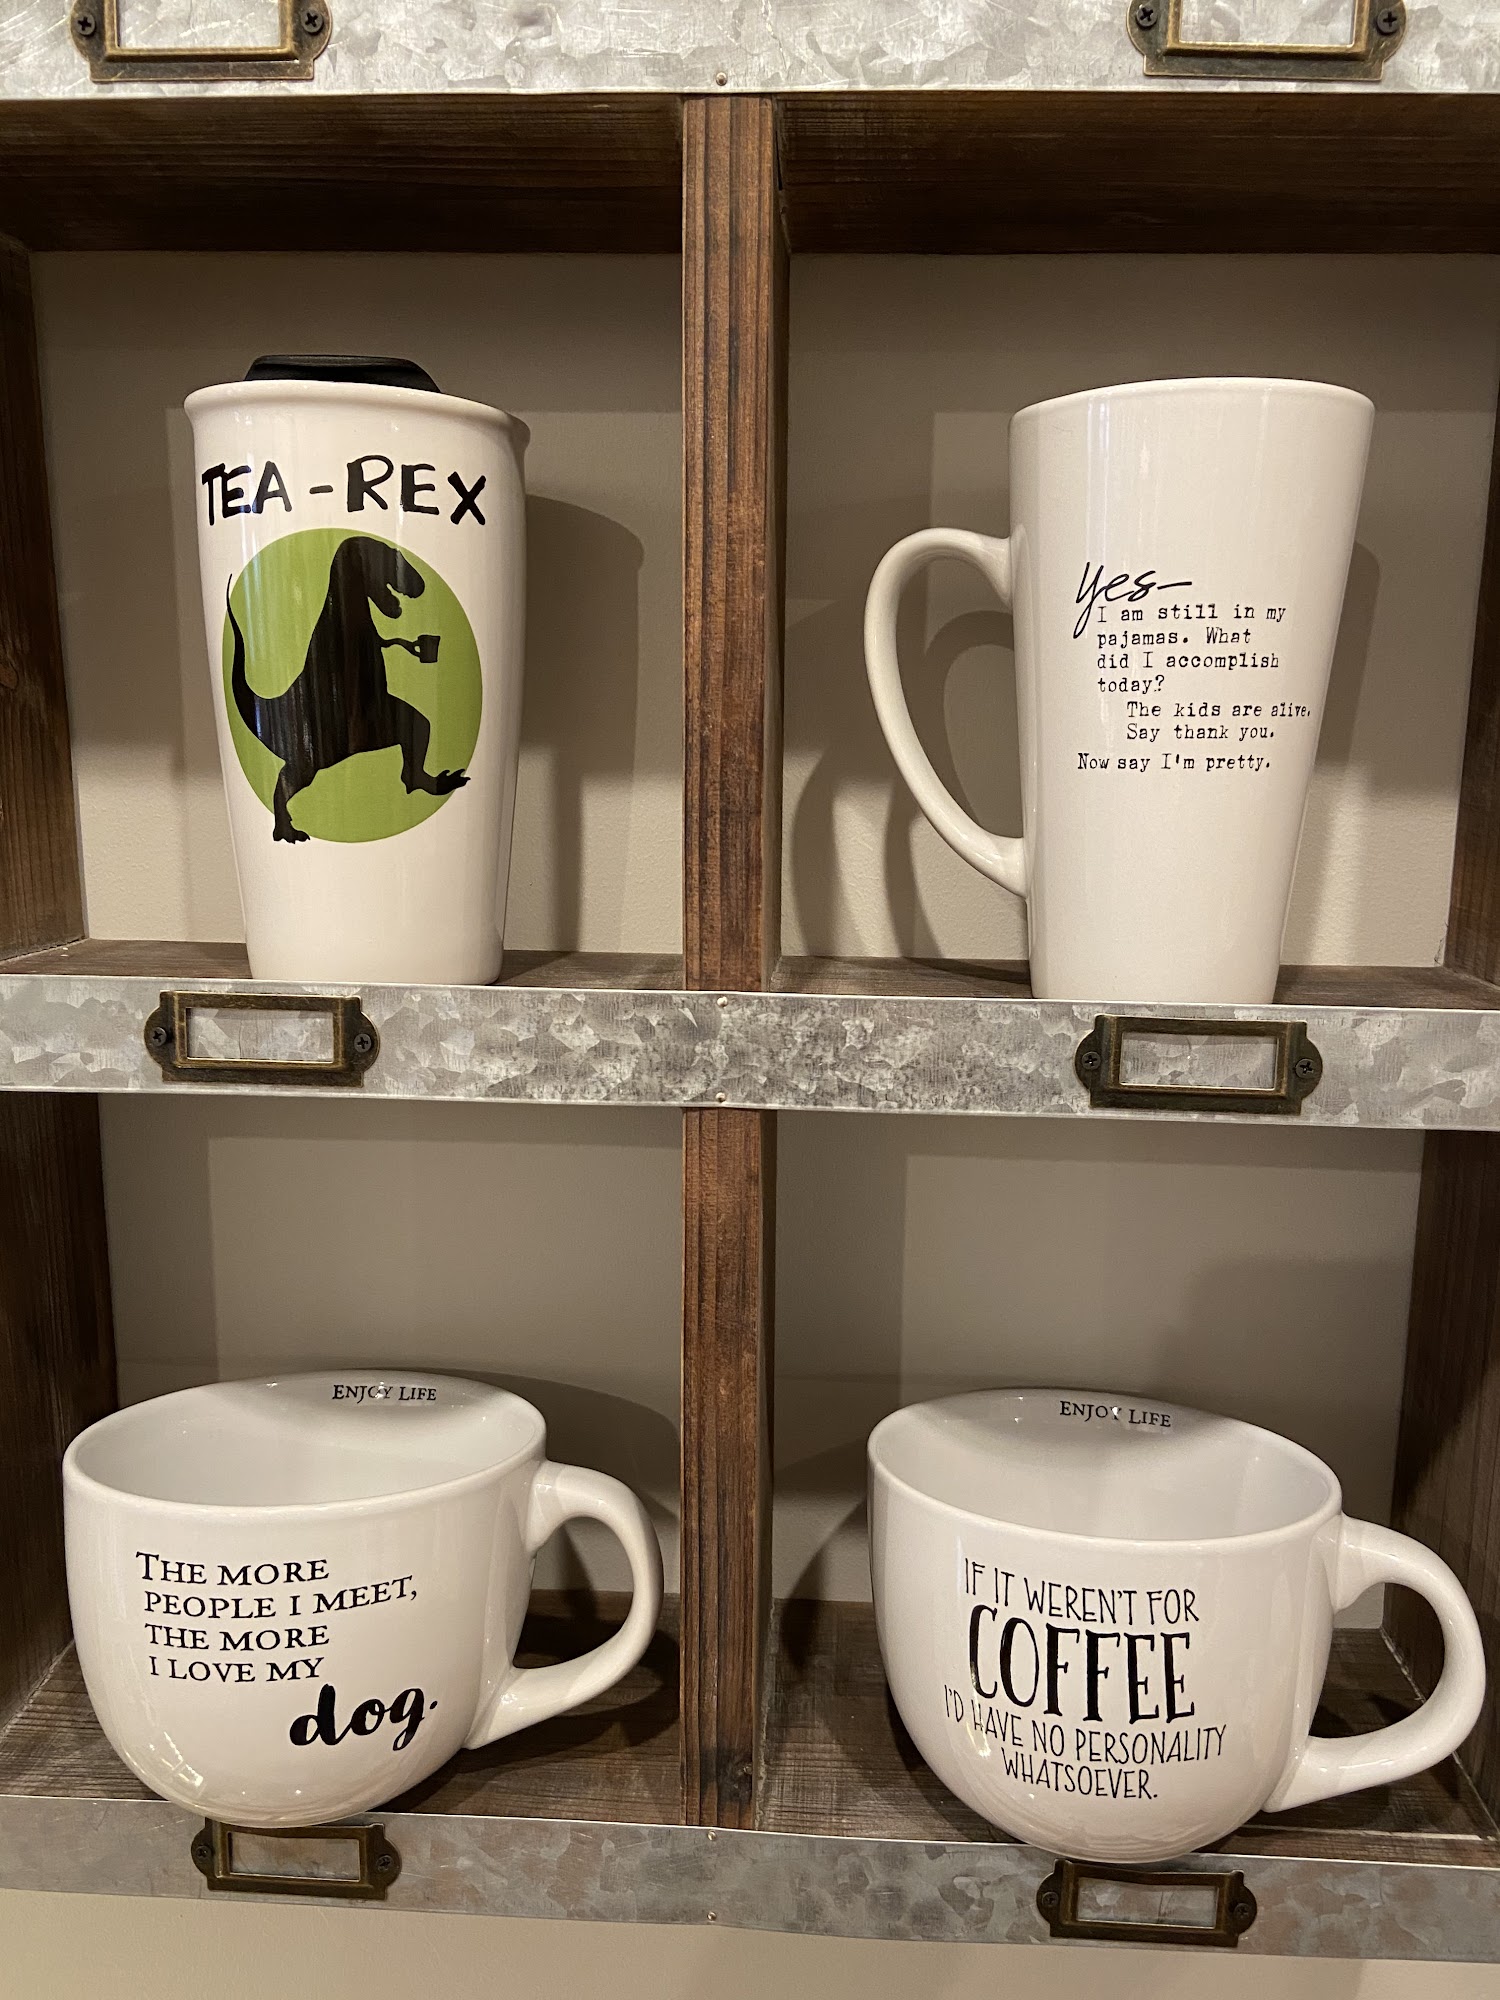 TEA-REX
Yes—
I am still in my
pajamas. What
did I accomplish
today?
The kids are alive.
Say thank you.
Now say I'm pretty.
ENJOY LIFE
THE MORE
PEOPLE I MEET,
THE MORE
I LOVE MY
dog.
ENJOY LIFE
IF IT WEREN'T FOR
COFFEE
I'D HAVE NO PERSONALITY
WHATSOEVER.